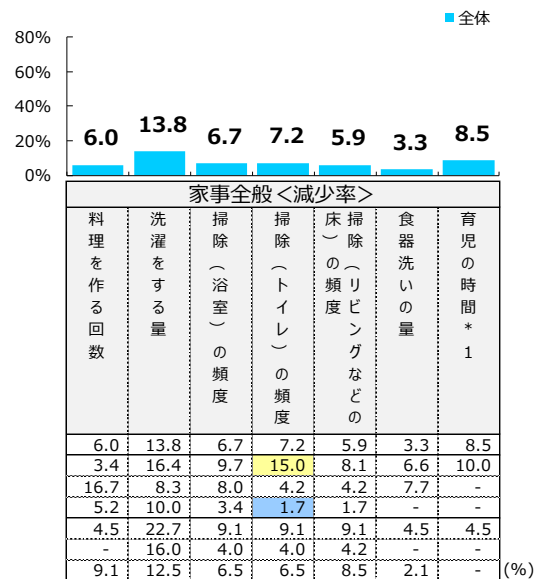 全体
80%
60%
40%
20%
0%
6.0 13.8 6.7 7.2 5.9 3.3 8.5
家事全般＜減少率＞
料理を作る回数
洗濯をする量
掃除（浴室）の頻度
掃除（トイレ）の頻度
掃除（リビングなどの
床）の頻度
食器洗いの量
育児の時間*1
6.0 13.8 6.7 7.2 5.9 3.3 8.5
3.4 16.4 9.7 15.0 8.1 6.6 10.0
16.7 8.3 8.0 4.2 4.2 7.7 -
5.2 10.0 3.4 1.7 1.7 - -
4.5 22.7 9.1 9.1 9.1 4.5 4.5
- 16.0 4.0 4.0 4.2 - -
9.1 12.5 6.5 6.5 8.5 2.1 - (%)